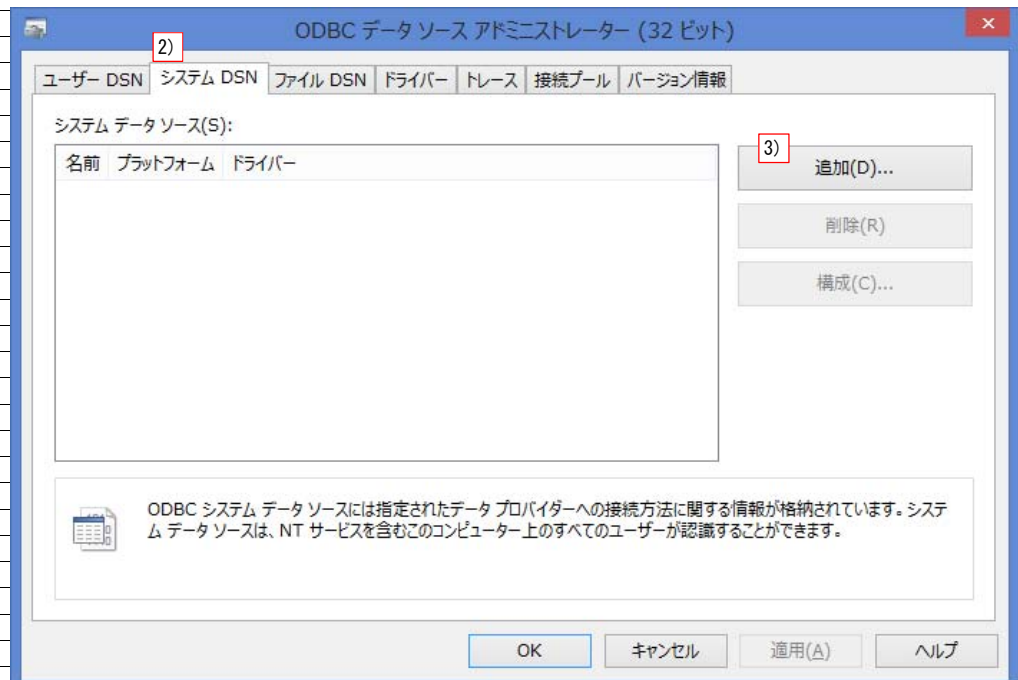 ODBC データ ソース アドミニストレーター (32 ビット)
2)
ユーザー DSN システム DSN ファイル DSN ドライバー トレース 接続プール バージョン情報
システム データ ソース(S):
名前 プラットフォーム ドライバー
3)
追加(D)...
削除(R)
構成(C)...
ODBC システム データ ソースには指定されたデータ プロバイダーへの接続方法に関する情報が格納されています。システ
ム データ ソースは、NT サービスを含むこのコンピューター上のすべてのユーザーが認識することができます。
OK キャンセル 適用(A) ヘルプ